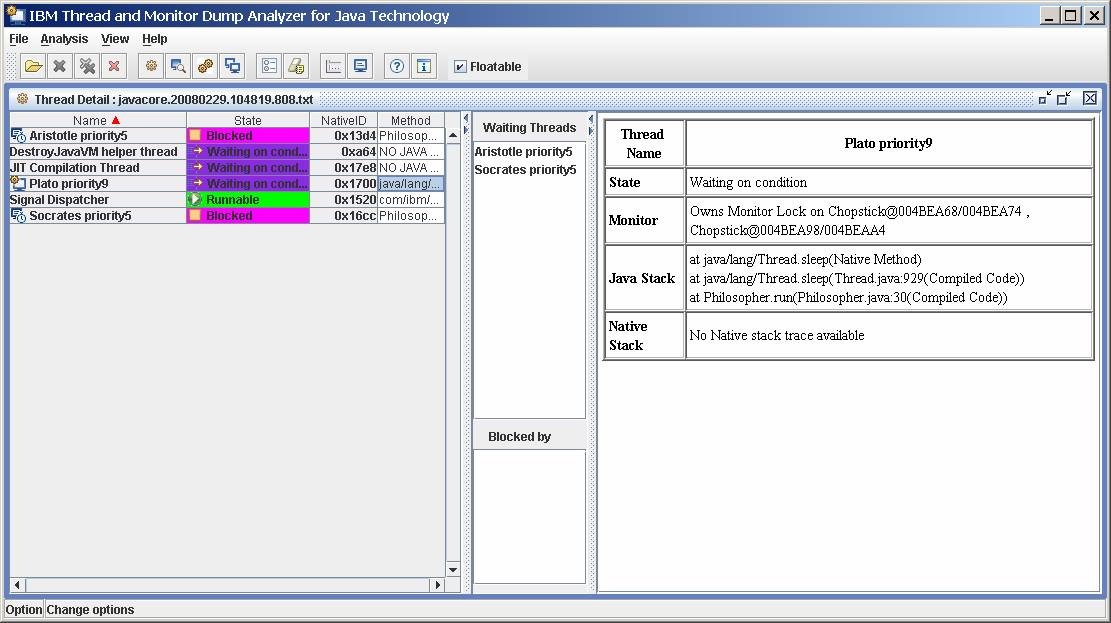 IBM Thread and Monitor Dump Analyzer for Java Technology
File Analysis View Help
Floatable
Thread Detail : javacore.20080229.104819.808.txt
Name State NativeID Method
Aristotle priority5 Blocked 0x13d4 Philosop...
DestroyJavaVM helper thread Waiting on cond... 0xa64 NO JAVA ...
JIT Compilation Thread Waiting on cond... 0x17e8 NO JAVA ...
Plato priority9 Waiting on cond... 0x1700 java/lang/...
Signal Dispatcher Runnable 0x1520 com/ibm/...
Socrates priority5 Blocked 0x16cc Philosop...
Waiting Threads
Aristotle priority5
Socrates priority5
Blocked by
Thread Name Plato priority9
State Waiting on condition
Monitor Owns Monitor Lock on Chopstick@004BEA68/004BEA74 ,
Chopstick@004BEA98/004BEAA4
Java Stack at java/lang/Thread.sleep(Native Method)
at java/lang/Thread.sleep(Thread.java:929(Compiled Code))
at Philosopher.run(Philosopher.java:30(Compiled Code))
Native Stack No Native stack trace available
Option Change options